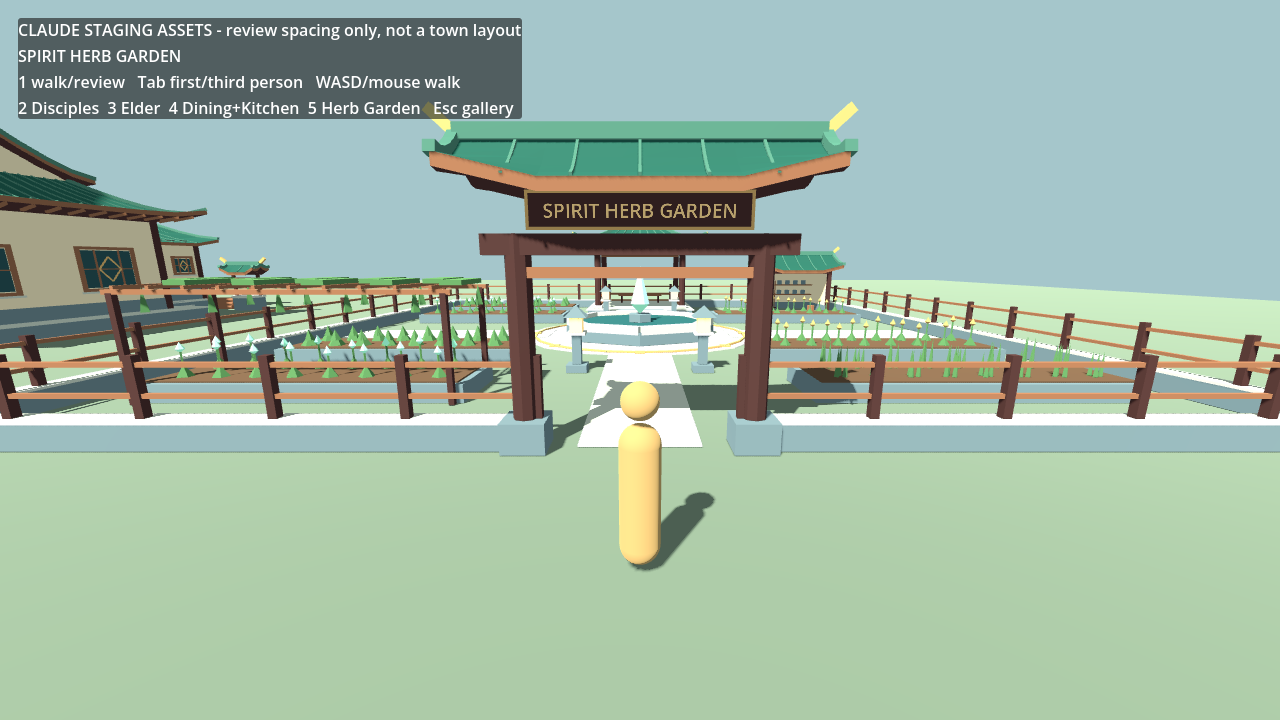 CLAUDE STAGING ASSETS - review spacing only, not a town layout
SPIRIT HERB GARDEN
1 walk/review   Tab first/third person   WASD/mouse walk
2 Disciples  3 Elder  4 Dining+Kitchen  5 Herb Garden   Esc gallery
SPIRIT HERB GARDEN